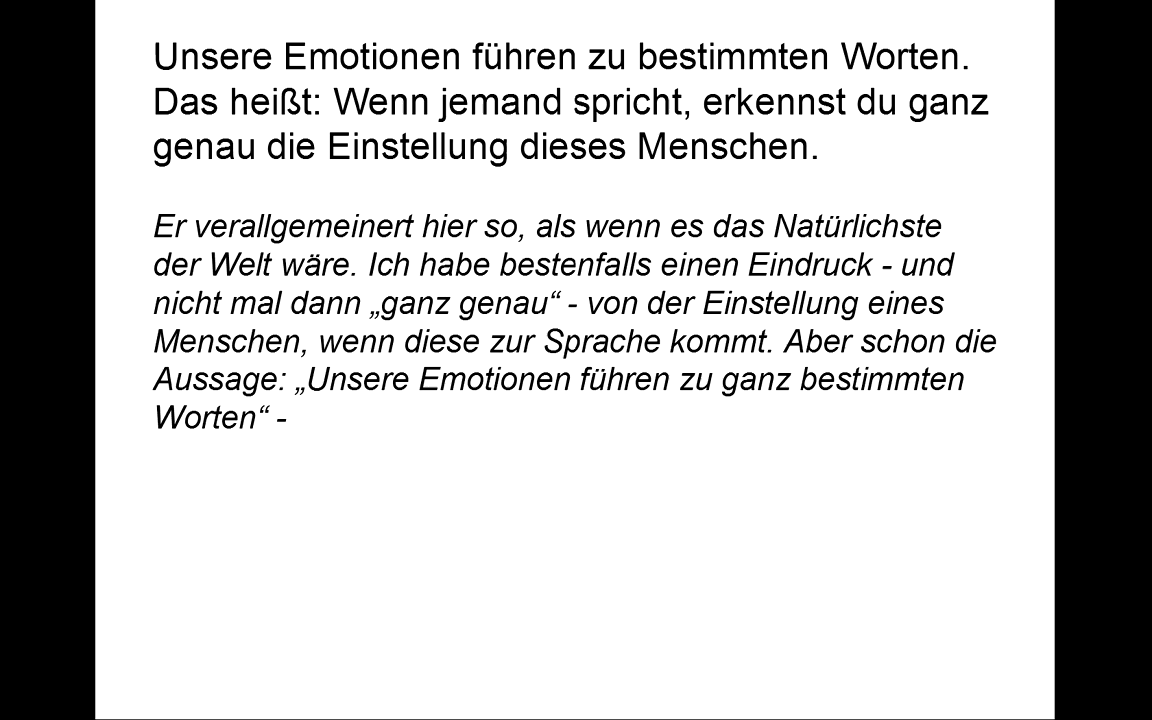 Unsere Emotionen führen zu bestimmten Worten.
Das heißt: Wenn jemand spricht, erkennst du ganz
genau die Einstellung dieses Menschen.
Er verallgemeinert hier so, als wenn es das Natürlichste
der Welt wäre. Ich habe bestenfalls einen Eindruck - und
nicht mal dann „ganz genau“ - von der Einstellung eines
Menschen, wenn diese zur Sprache kommt. Aber schon die
Aussage: „Unsere Emotionen führen zu ganz bestimmten
Worten“ -